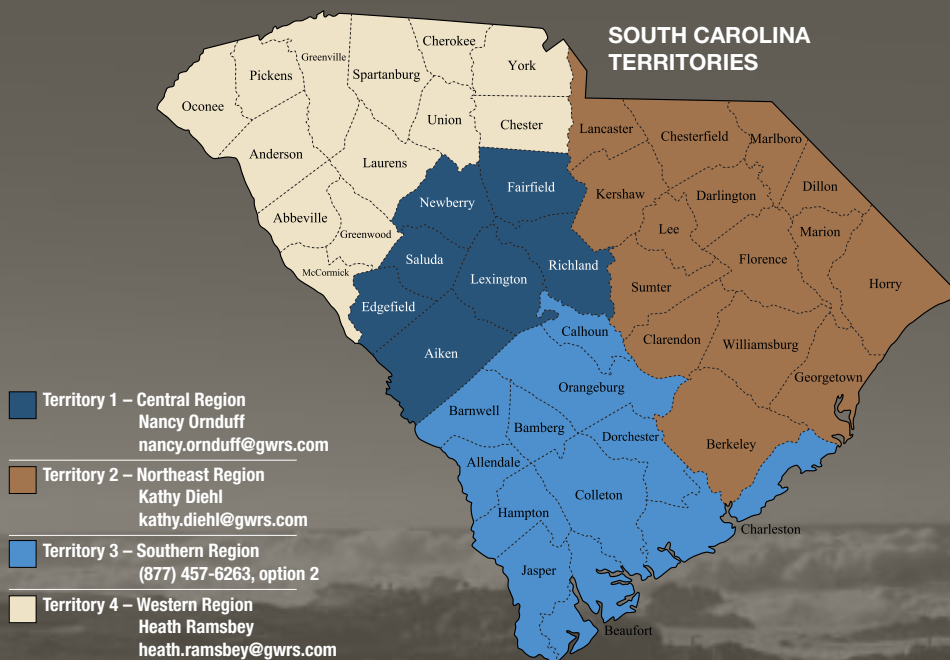 SOUTH CAROLINA
TERRITORIES
Cherokee
Greenville
York
Pickens
Spartanburg
Oconee
Union
Chester
Lancaster
Chesterfield
Marlboro
Anderson
Laurens
Fairfield
Dillon
Kershaw
Darlington
Newberry
Abbeville
Greenwood
Lee
Marion
Saluda
Richland
Florence
McCormick
Lexington
Horry
Sumter
Edgefield
Calhoun
Clarendon
Williamsburg
Aiken
Georgetown
Orangeburg
Barnwell
Bamberg
Dorchester
Berkeley
Allendale
Colleton
Hampton
Charleston
Jasper
Beaufort
Territory 1 – Central Region
Nancy Ornduff
nancy.ornduff@gwrs.com
Territory 2 – Northeast Region
Kathy Diehl
kathy.diehl@gwrs.com
Territory 3 – Southern Region
(877) 457-6263, option 2
Territory 4 – Western Region
Heath Ramsbey
heath.ramsbey@gwrs.com